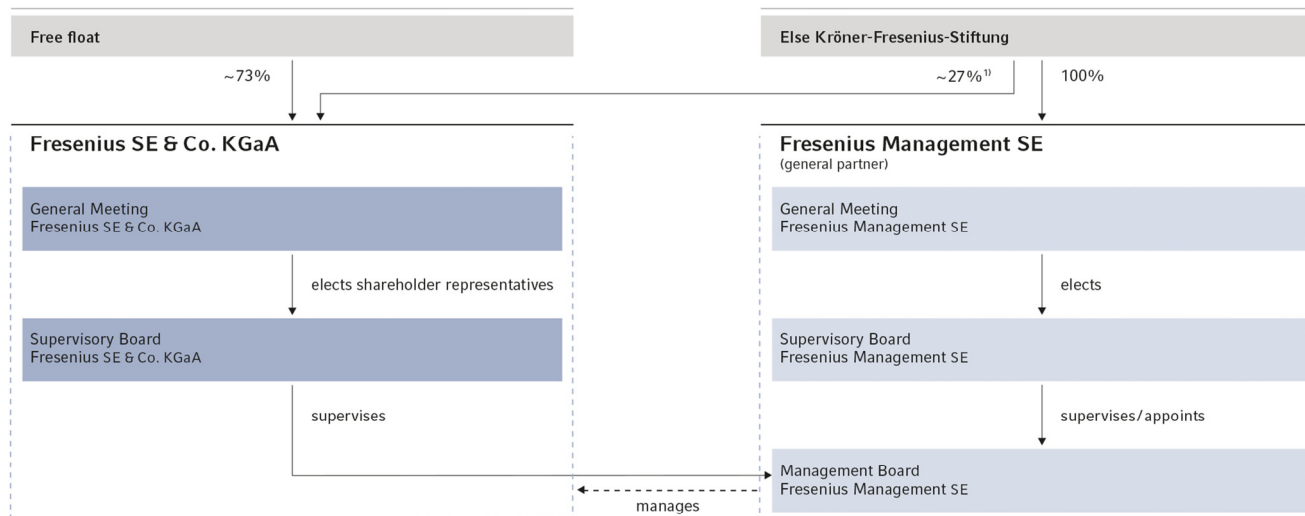 Free float
Else Kröner-Fresenius-Stiftung
~73%
~27%¹⁾
100%
Fresenius SE & Co. KGaA
Fresenius Management SE
(general partner)
General Meeting
Fresenius SE & Co. KGaA
General Meeting
Fresenius Management SE
elects shareholder representatives
elects
Supervisory Board
Fresenius SE & Co. KGaA
Supervisory Board
Fresenius Management SE
supervises
supervises/appoints
Management Board
Fresenius Management SE
manages